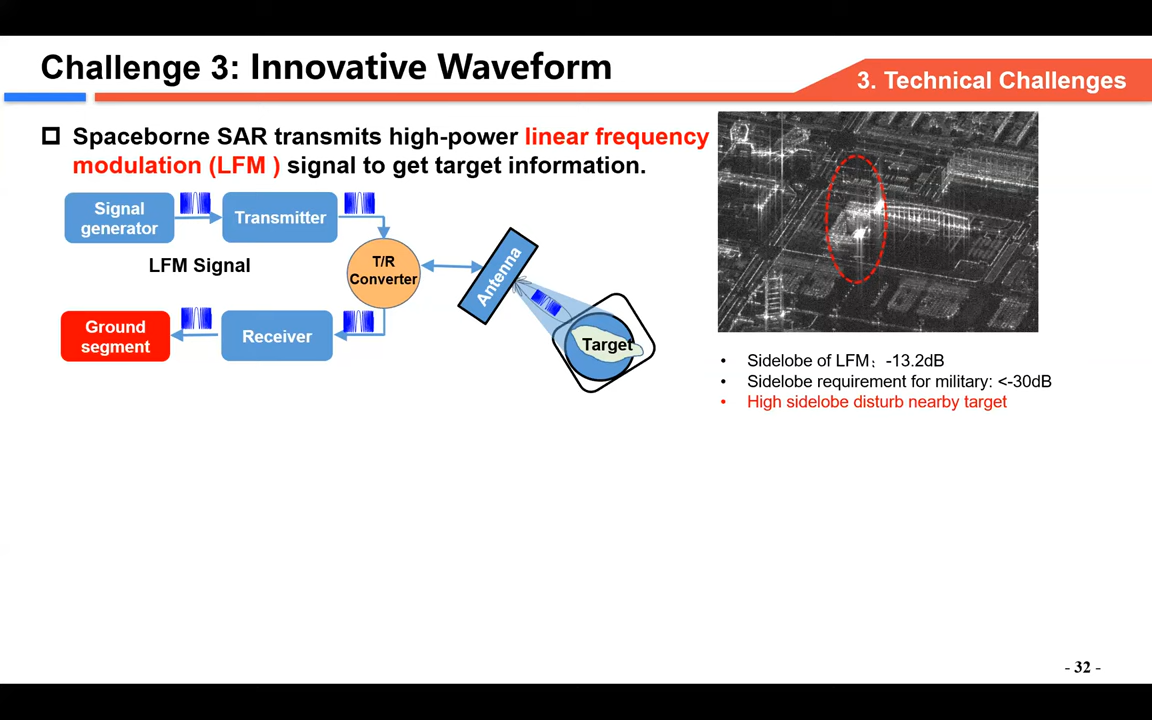 Challenge 3: Innovative Waveform
3. Technical Challenges
Spaceborne SAR transmits high-power linear frequency
modulation (LFM ) signal to get target information.
Signal
generator
Transmitter
LFM Signal
T/R
Converter
Antenna
Target
Ground
segment
Receiver
• Sidelobe of LFM：-13.2dB
• Sidelobe requirement for military: <-30dB
• High sidelobe disturb nearby target
- 32 -